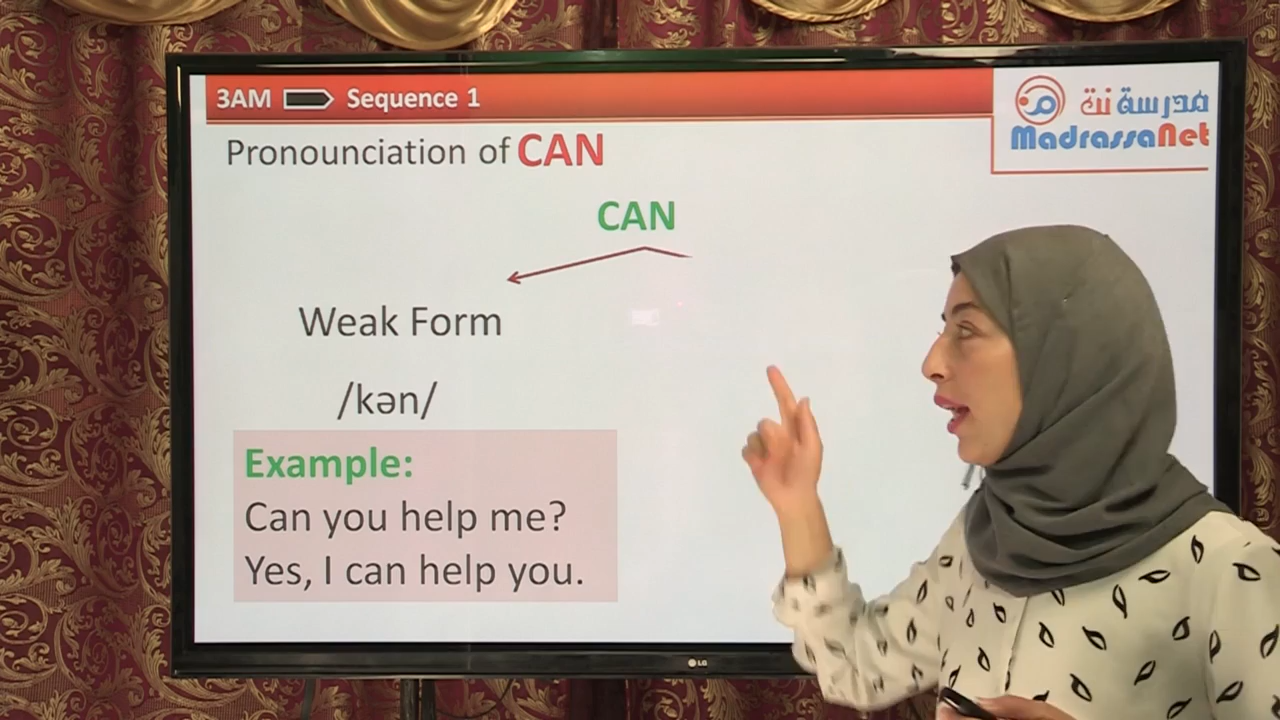 3AM Sequence 1
مدرسة نت
MadrassaNet
Pronounciation of CAN
CAN
Weak Form
/kən/
Example:
Can you help me?
Yes, I can help you.
LG